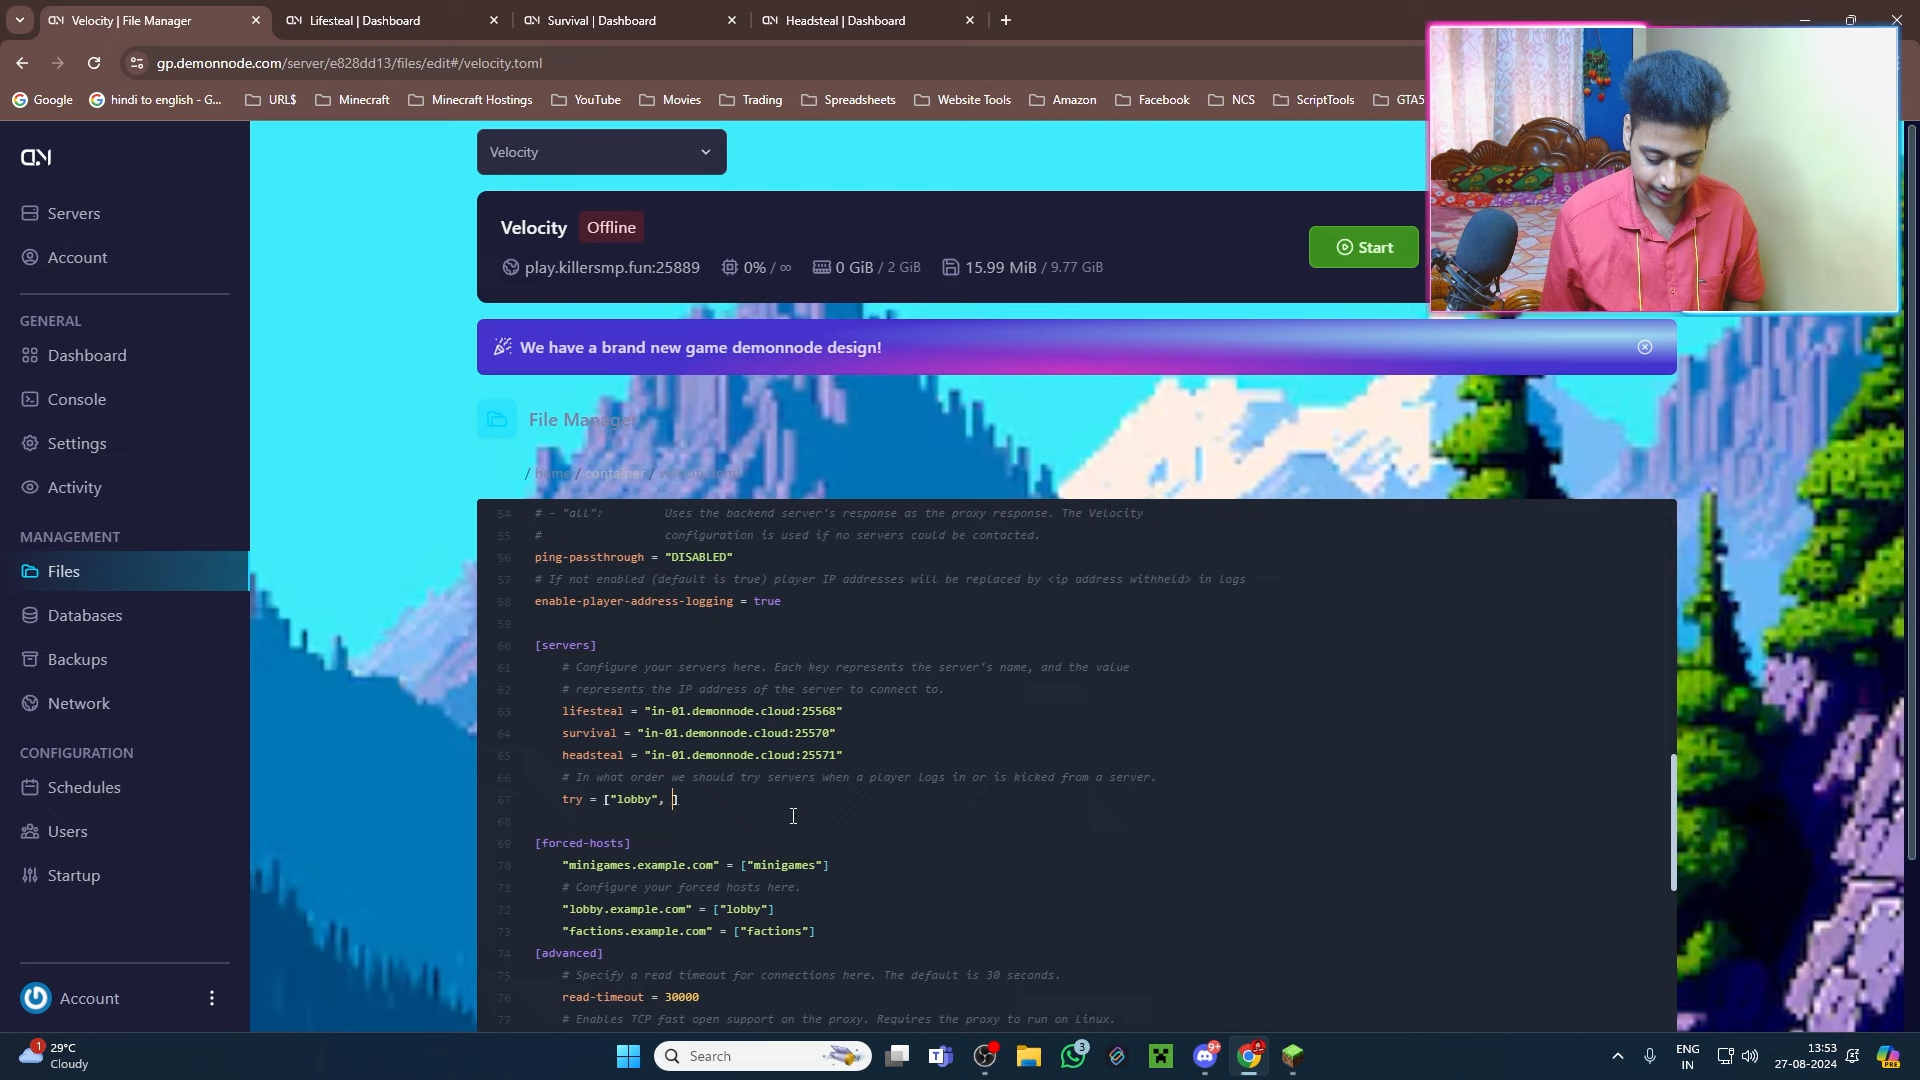 Velocity | File Manager
Lifesteal | Dashboard
Survival | Dashboard
Headsteal | Dashboard
gp.demonnode.com/server/e828dd13/files/edit#/velocity.toml
Google
hindi to english - G...
URL$
Minecraft
Minecraft Hostings
YouTube
Movies
Trading
Spreadsheets
Website Tools
Amazon
Facebook
NCS
ScriptTools
GTA5
Servers
Account
GENERAL
Dashboard
Console
Settings
Activity
MANAGEMENT
Files
Databases
Backups
Network
CONFIGURATION
Schedules
Users
Startup
Account
Velocity
Velocity Offline
play.killersmp.fun:25889 0% / ∞ 0 GiB / 2 GiB 15.99 MiB / 9.77 GiB
Start
We have a brand new game demonnode design!
File Manager
/ home / container / velocity.toml
54 # - "all": Uses the backend server's response as the proxy response. The Velocity
55 # configuration is used if no servers could be contacted.
56 ping-passthrough = "DISABLED"
57 # If not enabled (default is true) player IP addresses will be replaced by <ip address withheld> in logs
58 enable-player-address-logging = true
59
60 [servers]
61 # Configure your servers here. Each key represents the server's name, and the value
62 # represents the IP address of the server to connect to.
63 lifesteal = "in-01.demonnode.cloud:25568"
64 survival = "in-01.demonnode.cloud:25570"
65 headsteal = "in-01.demonnode.cloud:25571"
66 # In what order we should try servers when a player logs in or is kicked from a server.
67 try = ["lobby", ]
68
69 [forced-hosts]
70 "minigames.example.com" = ["minigames"]
71 # Configure your forced hosts here.
72 "lobby.example.com" = ["lobby"]
73 "factions.example.com" = ["factions"]
74 [advanced]
75 # Specify a read timeout for connections here. The default is 30 seconds.
76 read-timeout = 30000
77 # Enables TCP fast open support on the proxy. Requires the proxy to run on Linux.
1
29°C
Cloudy
Search
3
9+
ENG
IN
13:53
27-08-2024
PRE